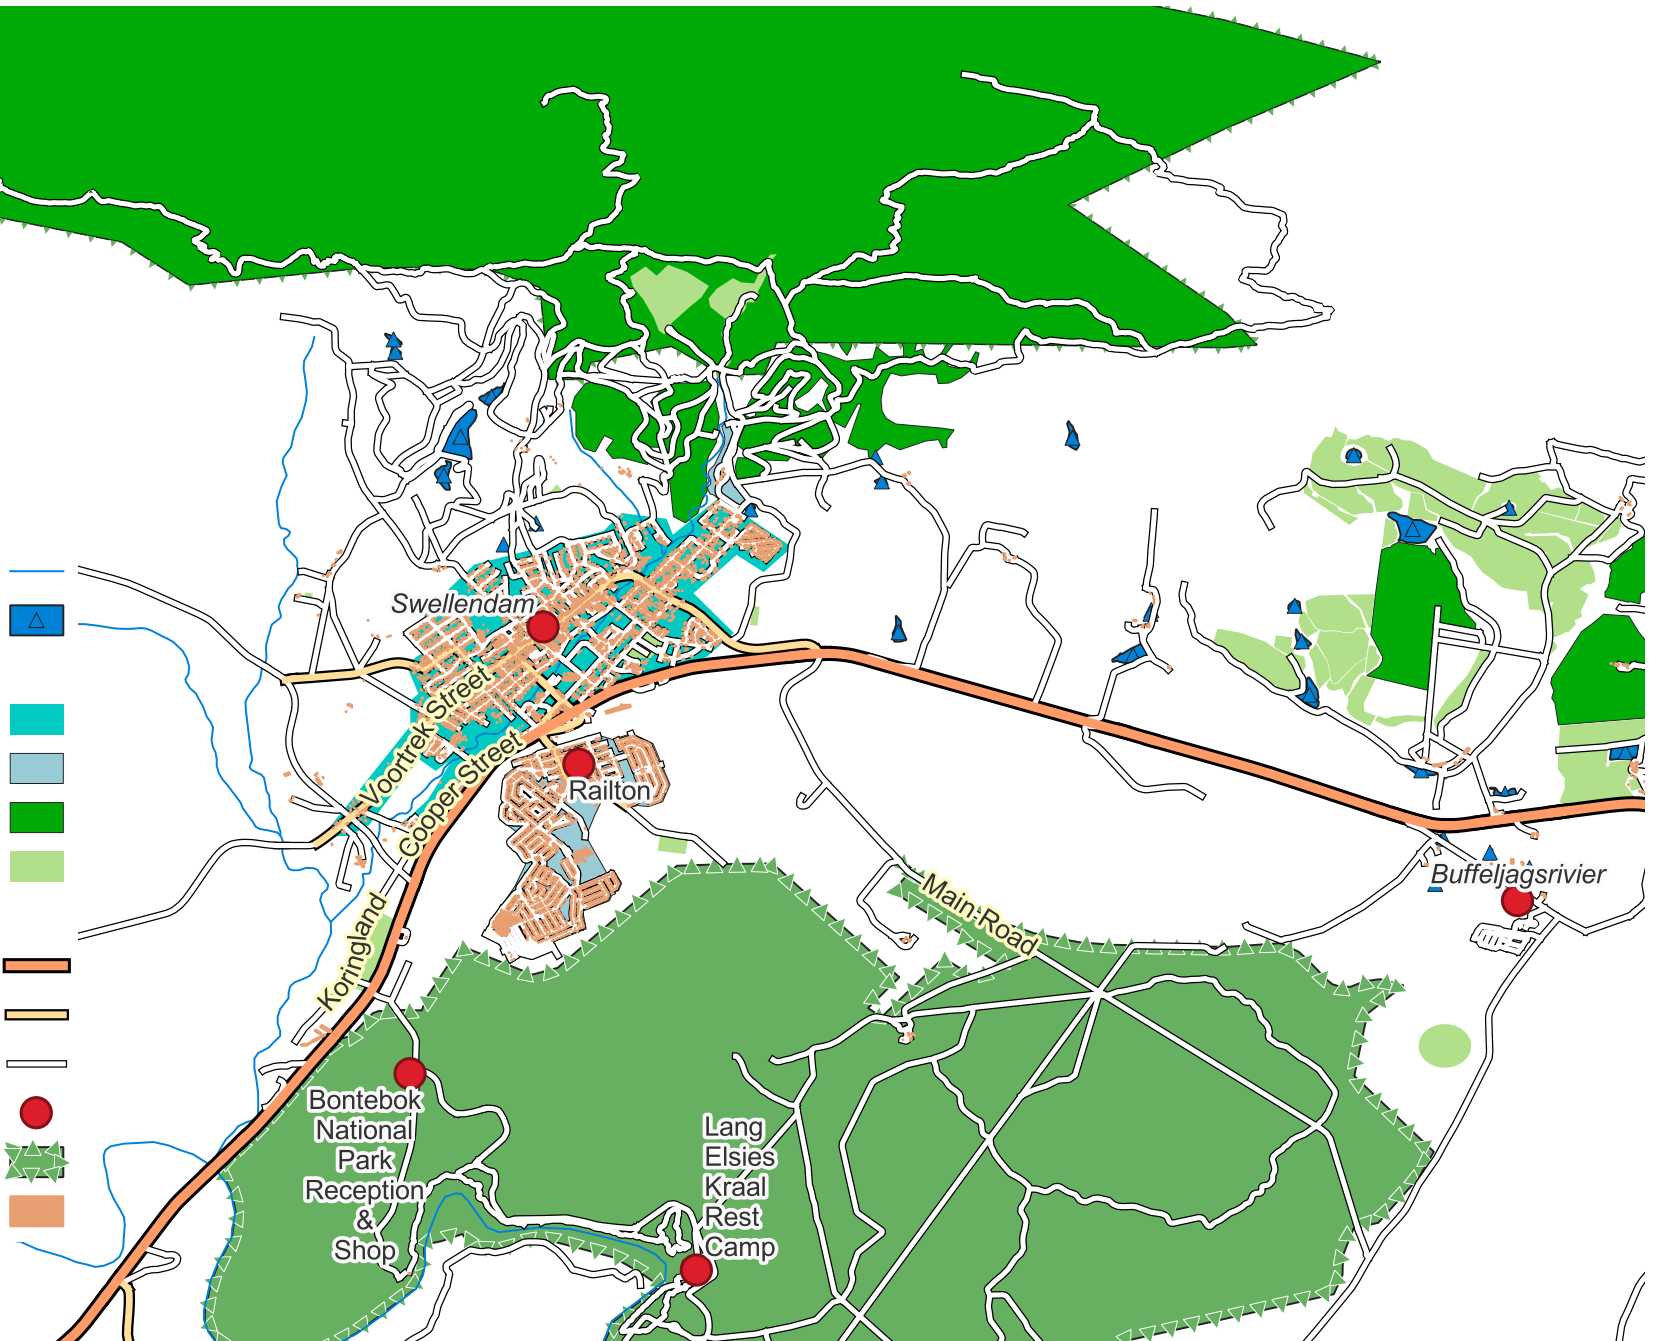 Swellendam
Voortrek Street
Cooper Street
Railton
Buffeljagsrivier
Main Road
Koringland
Bontebok
National
Park
Reception
&
Shop
Lang
Elsies
Kraal
Rest
Camp